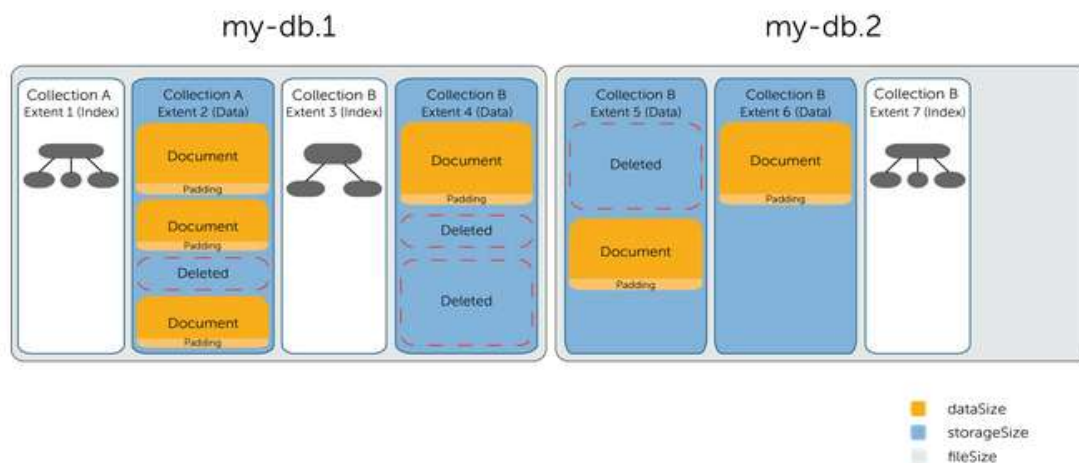 my-db.1
Collection A
Extent 1 (Index)
Collection A
Extent 2 (Data)
Document
Padding
Document
Padding
Deleted
Document
Padding
Collection B
Extent 3 (Index)
Collection B
Extent 4 (Data)
Document
Padding
Deleted
Deleted
my-db.2
Collection B
Extent 5 (Data)
Deleted
Document
Padding
Collection B
Extent 6 (Data)
Document
Padding
Collection B
Extent 7 (Index)
dataSize
storageSize
fileSize